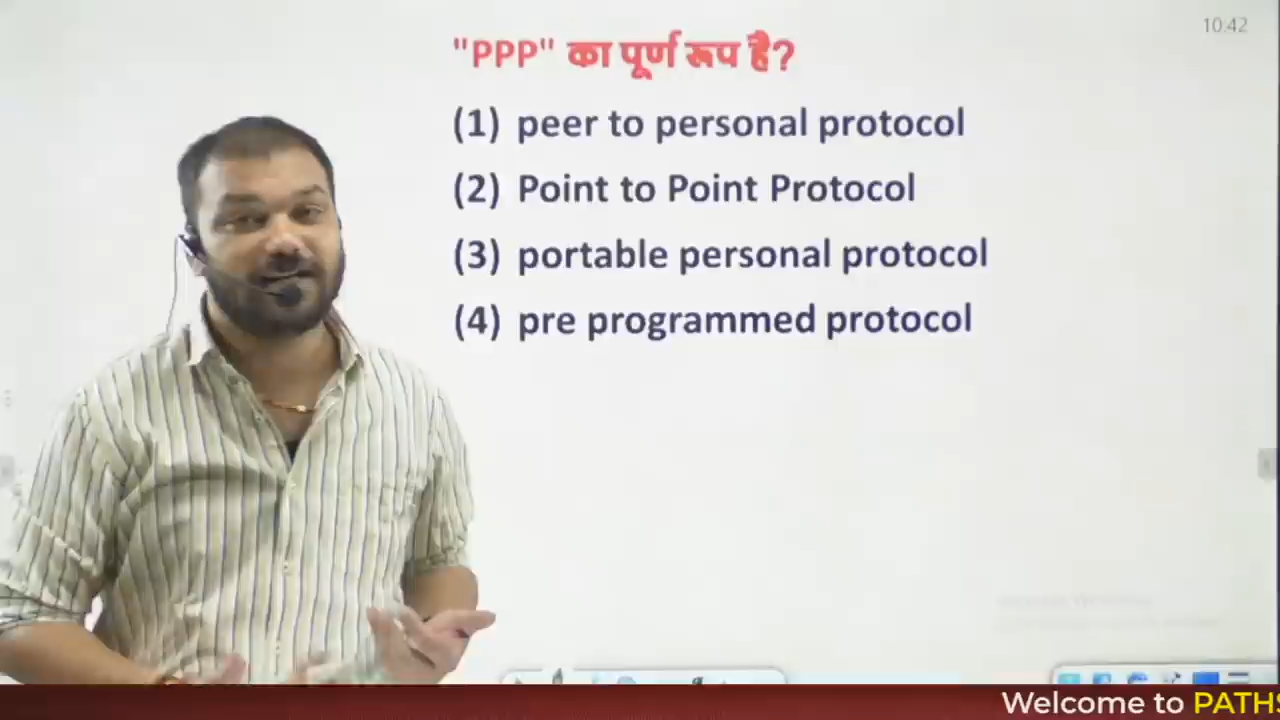 10:42
"PPP" का पूर्ण रूप है?
(1) peer to personal protocol
(2) Point to Point Protocol
(3) portable personal protocol
(4) pre programmed protocol
Welcome to PATHS